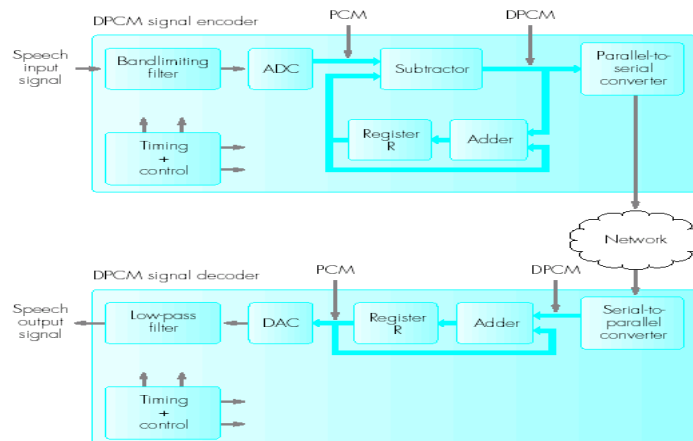 DPCM signal encoder
PCM
DPCM
Speech
input
signal
Bandlimiting
filter
ADC
Subtractor
Parallel-to-
serial
converter
Timing
+
control
Register
R
Adder
Network
DPCM signal decoder
PCM
DPCM
Speech
output
signal
Low-pass
filter
DAC
Register
R
Adder
Serial-to-
parallel
converter
Timing
+
control